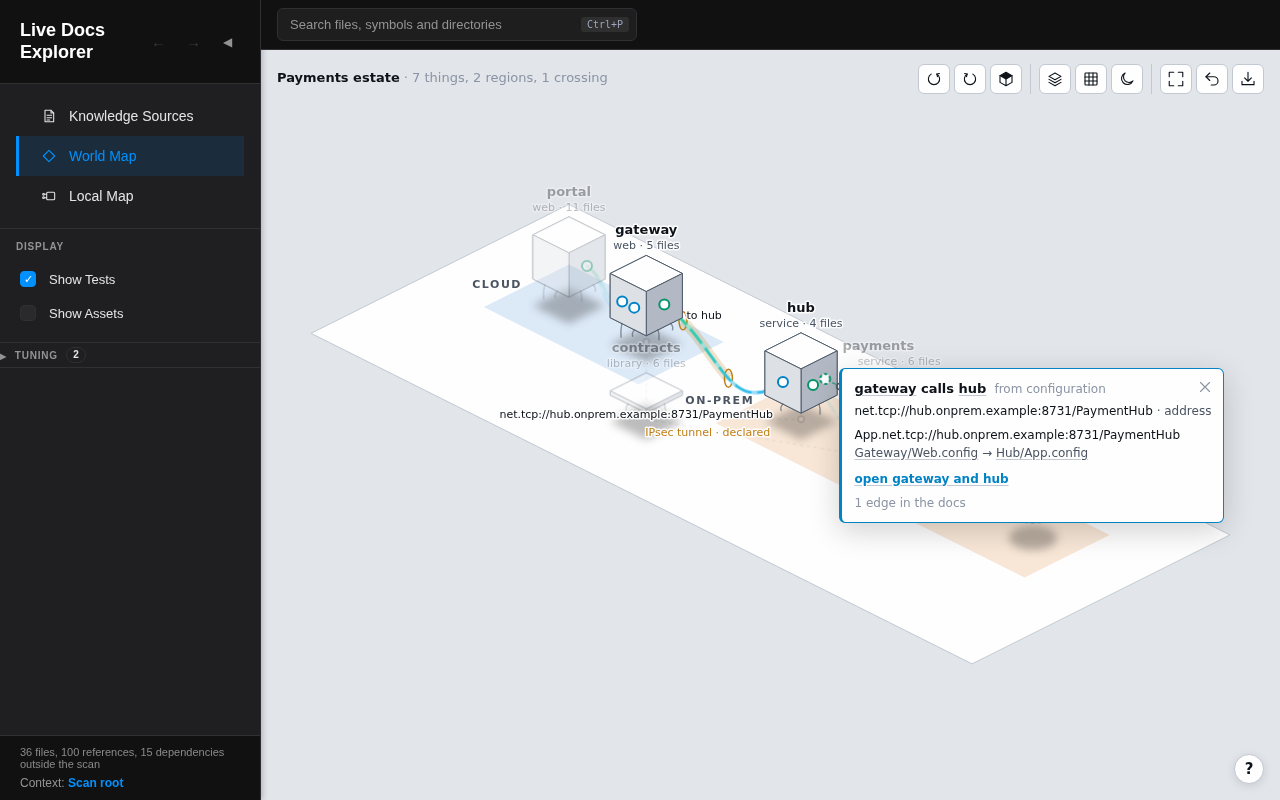 Live Docs Explorer
Search files, symbols and directories
Ctrl+P
Knowledge Sources
World Map
Local Map
DISPLAY
Show Tests
Show Assets
TUNING 2
36 files, 100 references, 15 dependencies
outside the scan
Context: Scan root
Payments estate · 7 things, 2 regions, 1 crossing
portal
web · 11 files
gateway
web · 5 files
CLOUD
to hub
hub
service · 4 files
contracts
library · 6 files
payments
service · 6 files
ON-PREM
net.tcp://hub.onprem.example:8731/PaymentHub
IPsec tunnel · declared
gateway calls hub from configuration
net.tcp://hub.onprem.example:8731/PaymentHub · address
App.net.tcp://hub.onprem.example:8731/PaymentHub
Gateway/Web.config → Hub/App.config
open gateway and hub
1 edge in the docs
?